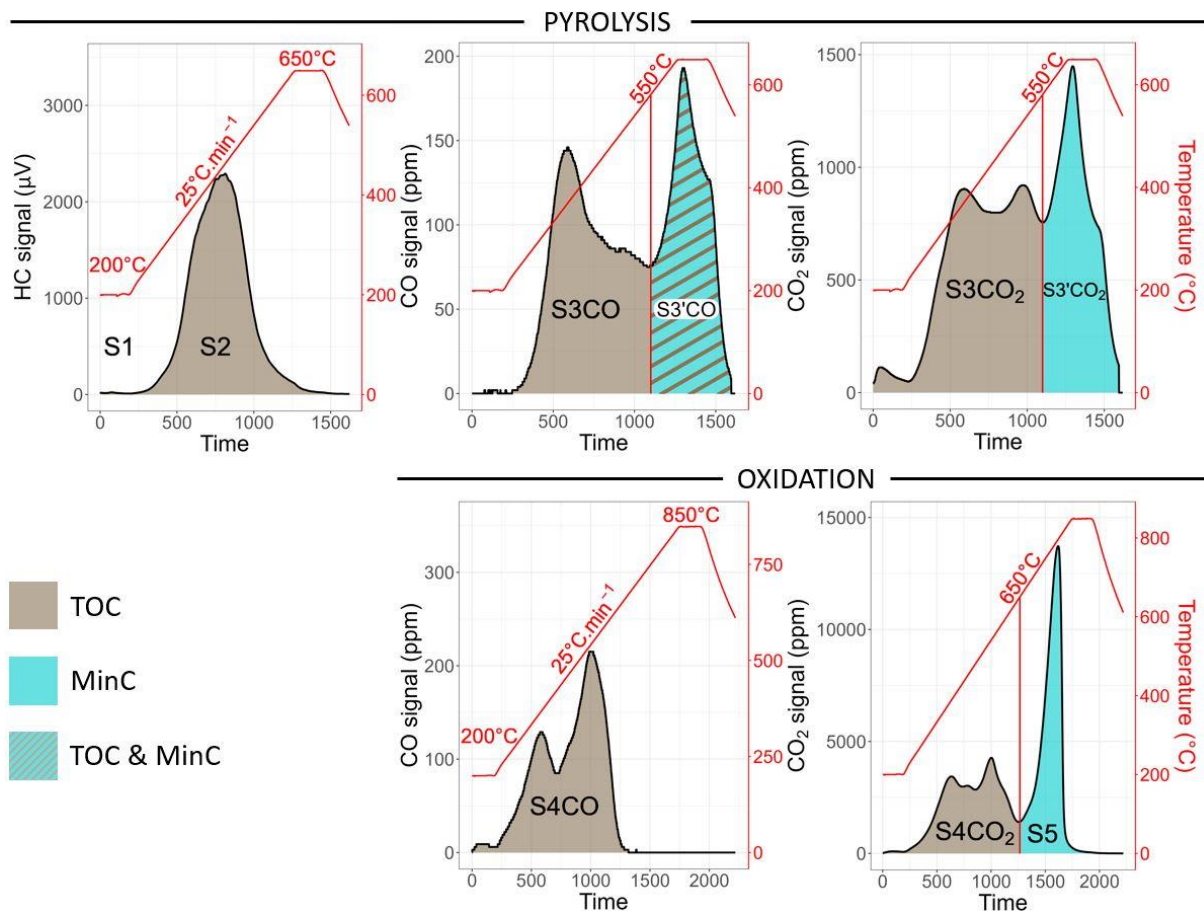 PYROLYSIS
HC signal (µV)
3000
2000
1000
0
200°C
25°C.min⁻¹
650°C
S1
S2
600
400
200
0
0 500 1000 1500
Time
CO signal (ppm)
200
150
100
50
0
550°C
S3CO
S3'CO
600
400
200
0
0 500 1000 1500
Time
CO₂ signal (ppm)
1500
1000
500
0
550°C
S3CO₂
S3'CO₂
600
400
200
0
Temperature (°C)
0 500 1000 1500
Time
OXIDATION
CO signal (ppm)
300
200
100
0
200°C
25°C.min⁻¹
850°C
S4CO
750
500
250
0
0 500 1000 1500 2000
Time
CO₂ signal (ppm)
15000
10000
5000
0
650°C
S4CO₂
S5
800
600
400
200
0
Temperature (°C)
0 500 1000 1500 2000
Time
TOC
MinC
TOC & MinC